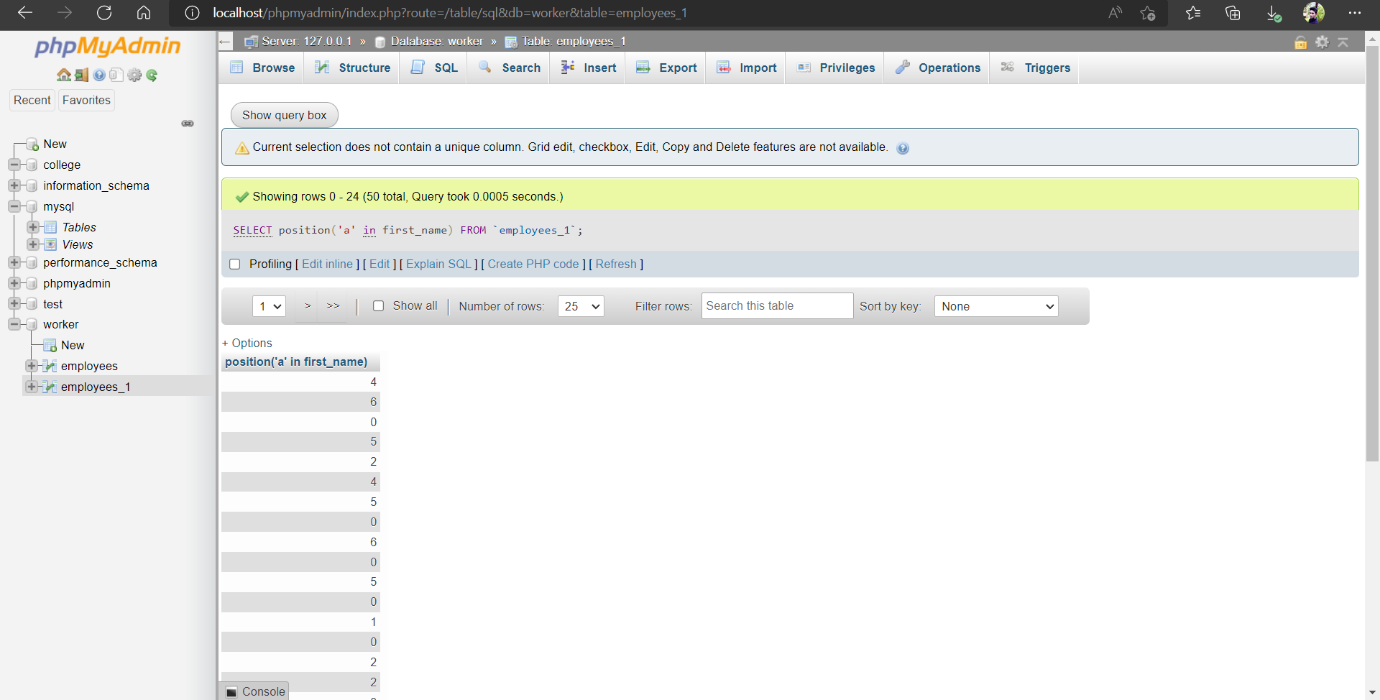 localhost/phpmyadmin/index.php?route=/table/sql&db=worker&table=employees_1
phpMyAdmin
Recent Favorites
New
college
information_schema
mysql
Tables
Views
performance_schema
phpmyadmin
test
worker
New
employees
employees_1
Server: 127.0.0.1 » Database: worker » Table: employees_1
Browse Structure SQL Search Insert Export Import Privileges Operations Triggers
Show query box
Current selection does not contain a unique column. Grid edit, checkbox, Edit, Copy and Delete features are not available.
Showing rows 0 - 24 (50 total, Query took 0.0005 seconds.)
SELECT position('a' in first_name) FROM `employees_1`;
Profiling [ Edit inline ] [ Edit ] [ Explain SQL ] [ Create PHP code ] [ Refresh ]
1 > >> | Show all | Number of rows: 25 Filter rows: Search this table Sort by key: None
+ Options
position('a' in first_name)
4
6
0
5
2
4
5
0
6
0
5
0
1
0
2
2
Console